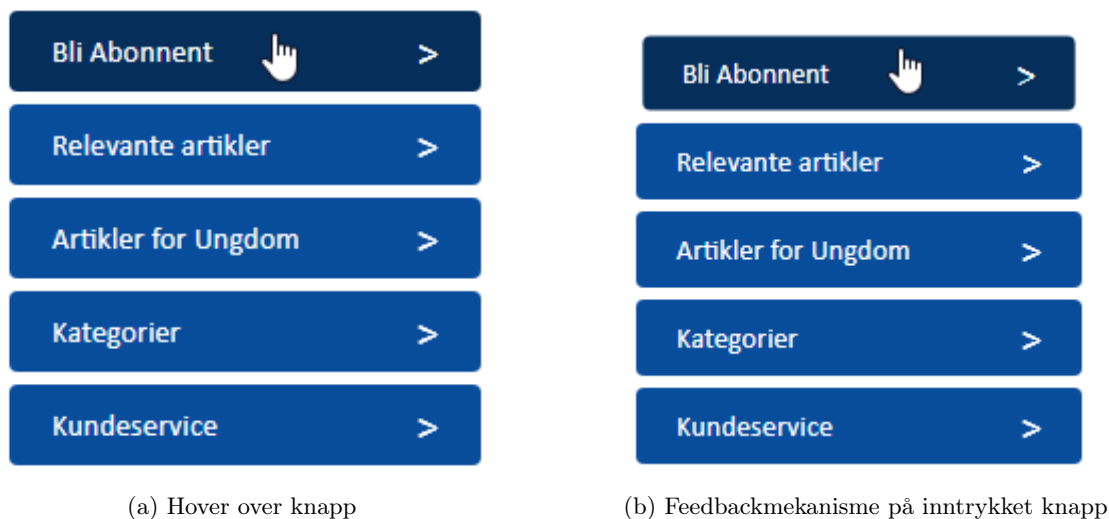 Bli Abonnent >
Relevante artikler >
Artikler for Ungdom >
Kategorier >
Kundeservice >
(a) Hover over knapp
Bli Abonnent >
Relevante artikler >
Artikler for Ungdom >
Kategorier >
Kundeservice >
(b) Feedbackmekanisme på inntrykket knapp